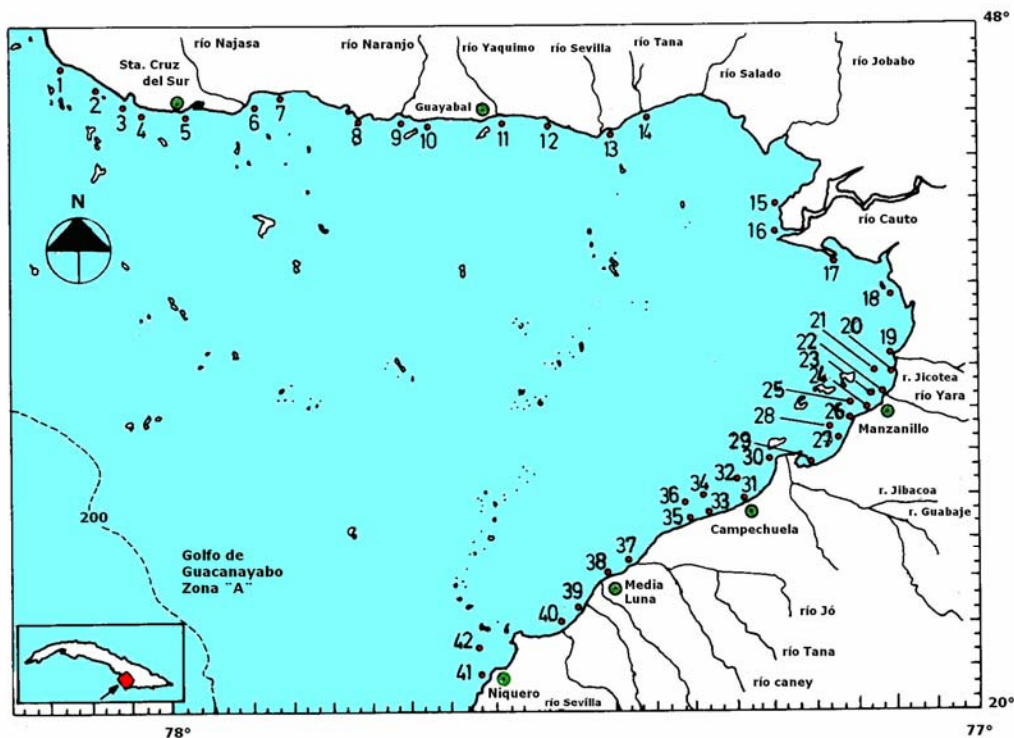 48°
río Najasa
río Naranjo
río Yaquimo
río Sevilla
río Tana
río Salado
río Jobabo
Sta. Cruz
del Sur
Guayabal
1
2
3
4
5
6
7
8
9
10
11
12
13
14
15
16
río Cauto
N
17
18
19
20
21
22
23
24
25
26
27
28
29
30
r. Jicotea
río Yara
Manzanillo
31
32
33
34
35
36
Campechuela
r. Jibacoa
r. Guabaje
200
Golfo de
Guacanayabo
Zona ¨A¨
37
38
39
40
41
42
Media
Luna
río Jó
río Tana
río caney
río Sevilla
Niquero
20°
78°
77°